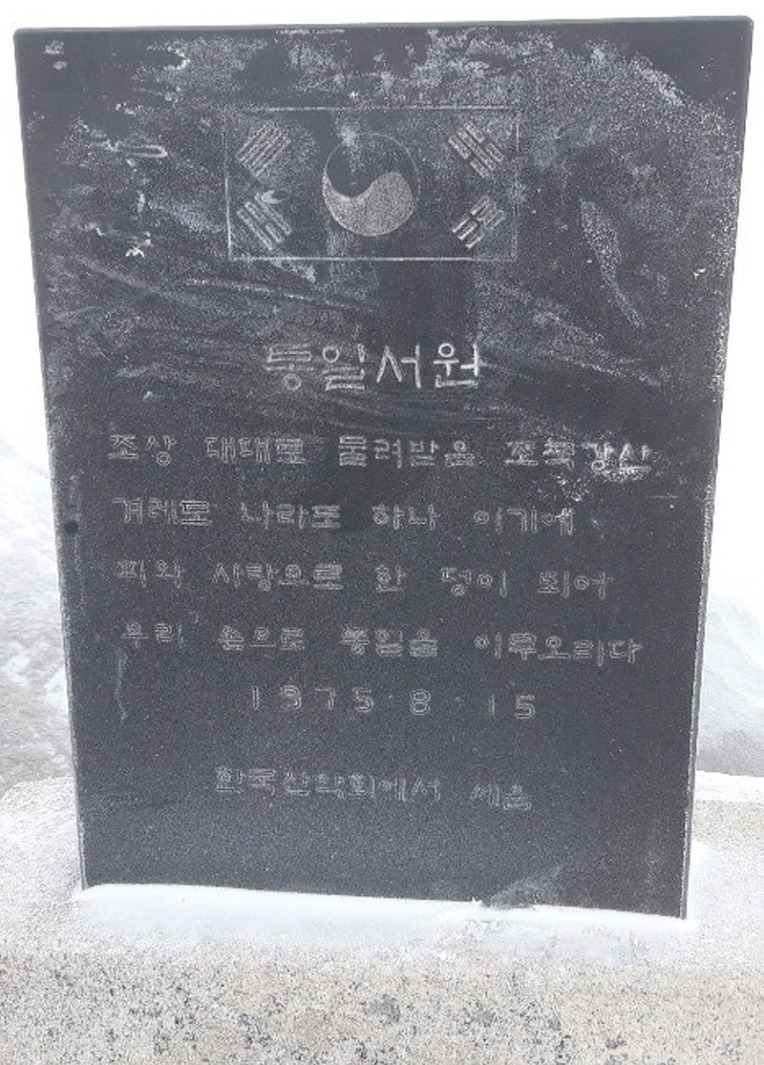 통일서원
조상 대대로 물려받은 조국강산
겨레도 나라도 하나 이기에
피와 사랑으로 한 덩이 되어
우리 손으로 통일을 이루오리다
1975 8 15
한국산악회에서 세움